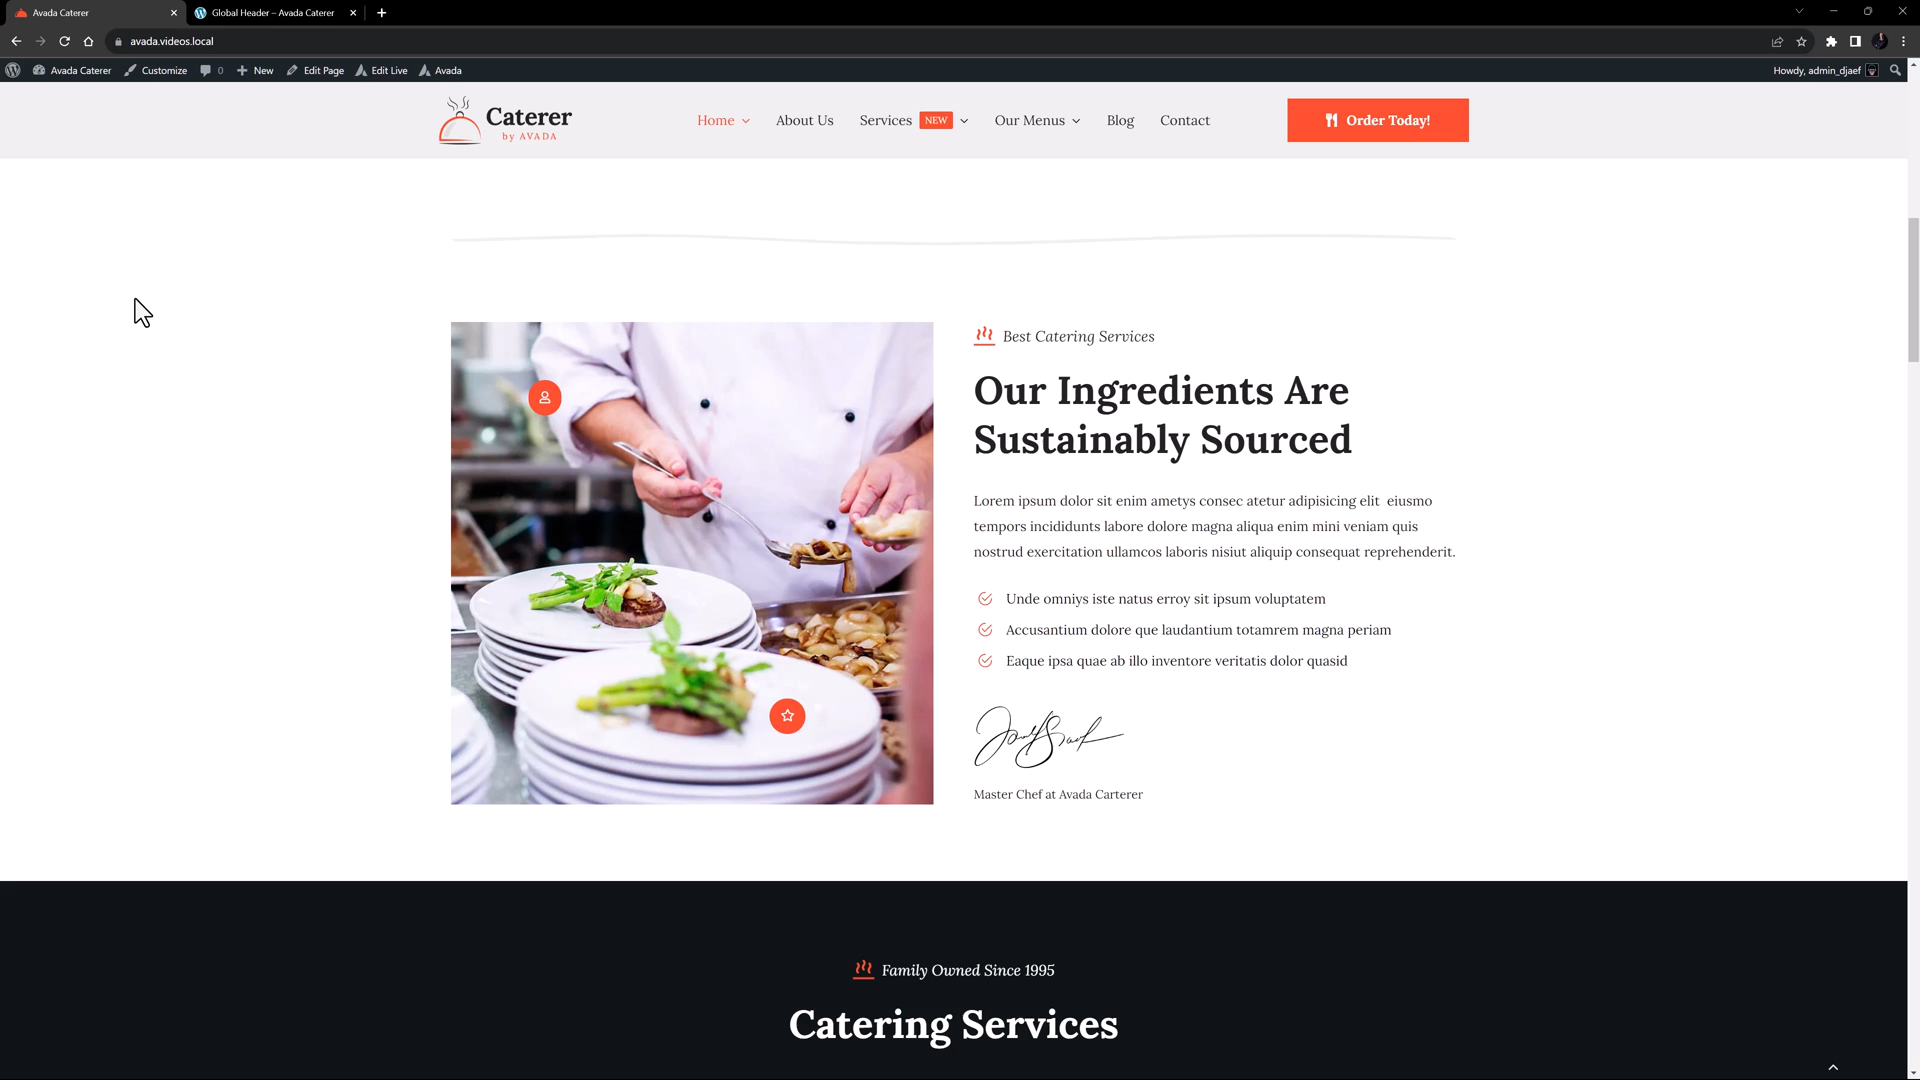 Avada Caterer
Global Header – Avada Caterer
avada.videos.local
Avada Caterer
Customize
0
New
Edit Page
Edit Live
Avada
Howdy, admin_djaef
Caterer
by AVADA
Home
About Us
Services
NEW
Our Menus
Blog
Contact
Order Today!
Best Catering Services
Our Ingredients Are
Sustainably Sourced
Lorem ipsum dolor sit enim ametys consec atetur adipisicing elit eiusmo
tempors incididunts labore dolore magna aliqua enim mini veniam quis
nostrud exercitation ullamcos laboris nisiut aliquip consequat reprehenderit.
Unde omniys iste natus erroy sit ipsum voluptatem
Accusantium dolore que laudantium totamrem magna periam
Eaque ipsa quae ab illo inventore veritatis dolor quasid
Master Chef at Avada Carterer
Family Owned Since 1995
Catering Services